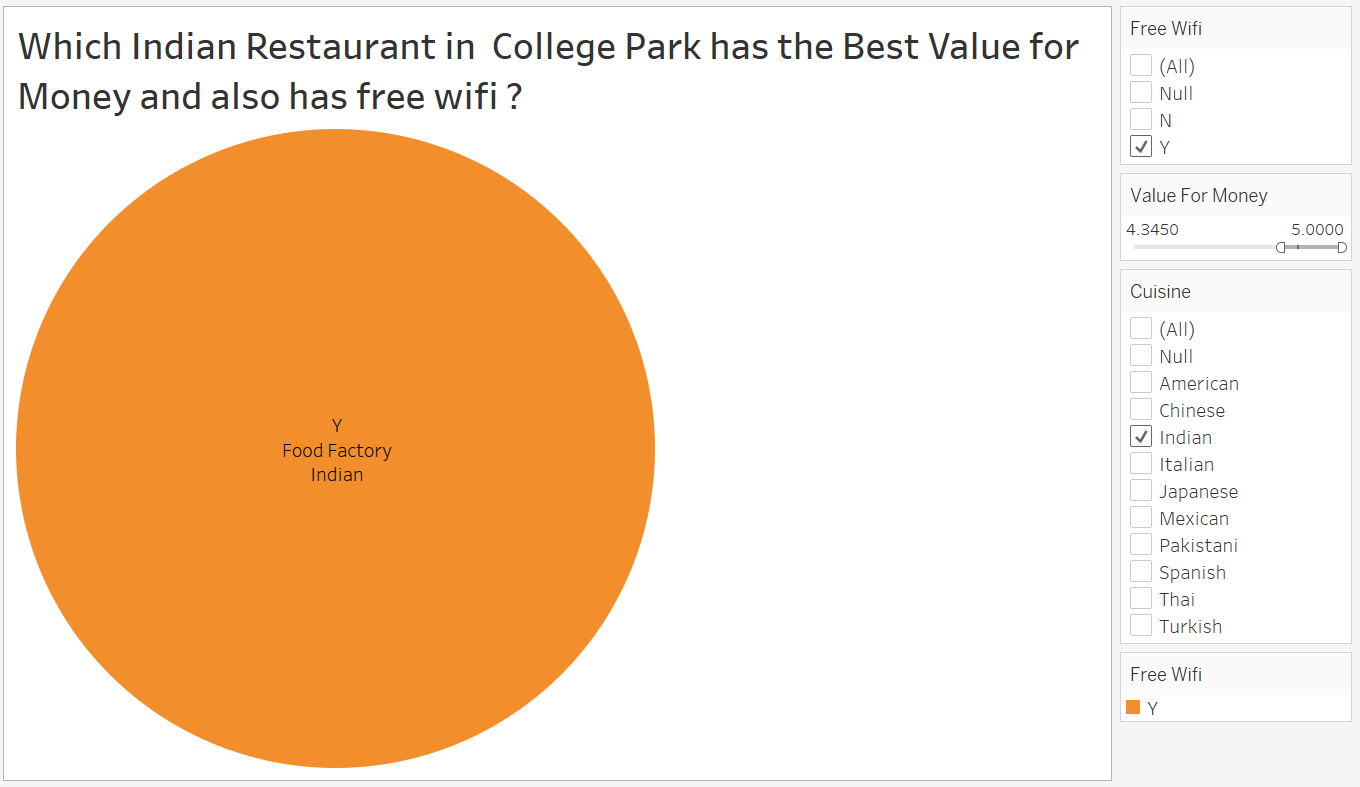 Which Indian Restaurant in  College Park has the Best Value for
Money and also has free wifi ?
Y
Food Factory
Indian
Free Wifi
(All)
Null
N
Y
Value For Money
4.3450 5.0000
Cuisine
(All)
Null
American
Chinese
Indian
Italian
Japanese
Mexican
Pakistani
Spanish
Thai
Turkish
Free Wifi
Y